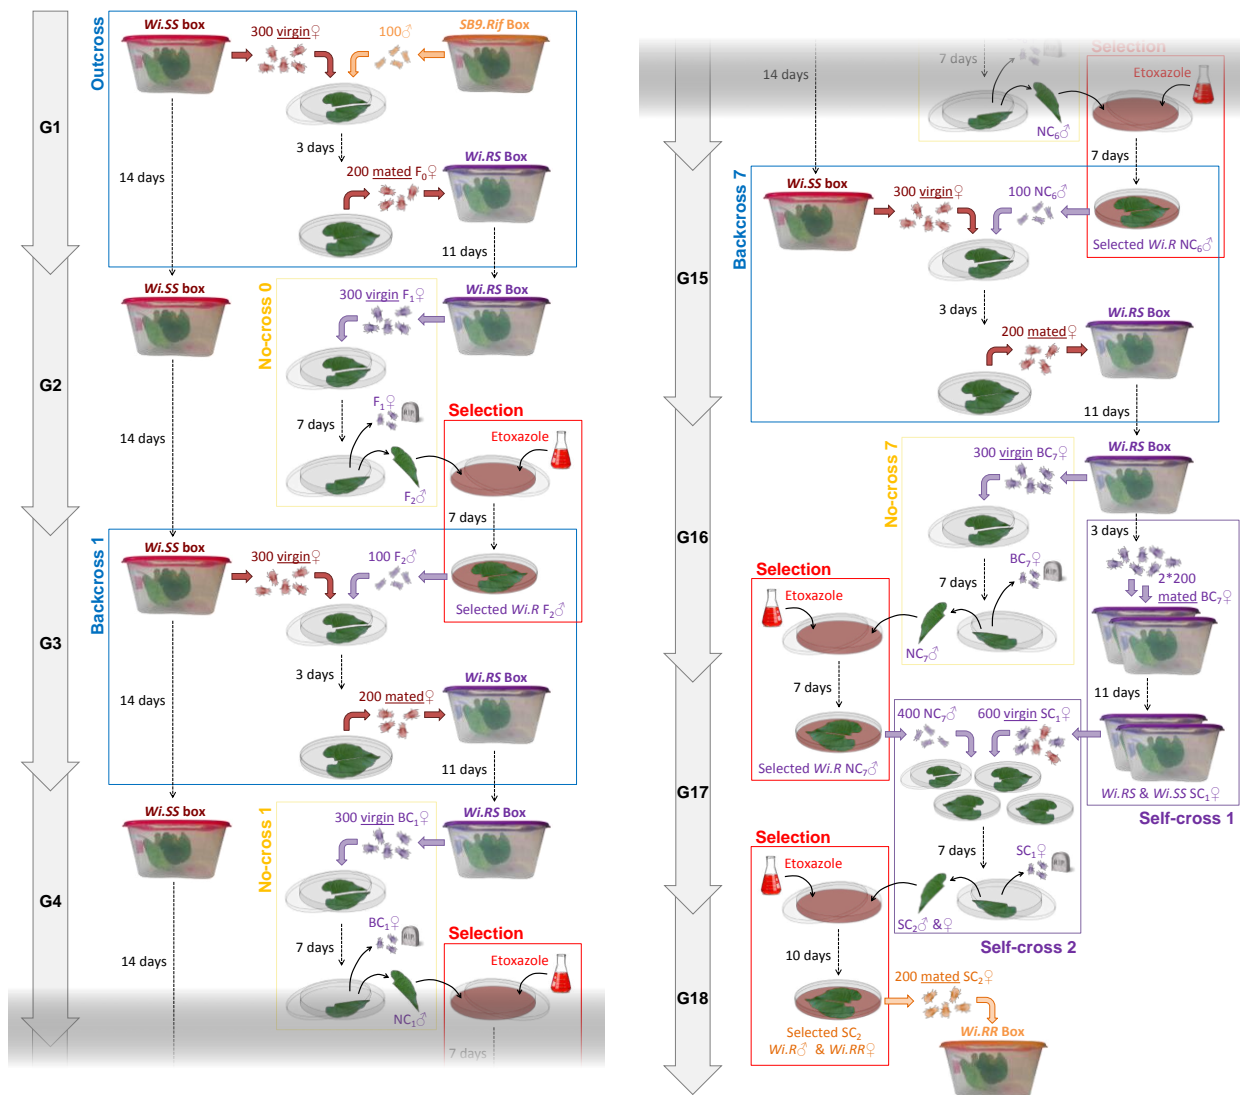 Wi.SS box
300 virgin♀
100♂
SB9.Rif Box
Outcross
G1
3 days
14 days
200 mated F0♀
Wi.RS Box
11 days
Wi.SS box
No-cross 0
300 virgin F1♀
Wi.RS Box
G2
F1♀
R.I.P
7 days
14 days
F2♂
Selection
Etoxazole
7 days
Backcross 1
Wi.SS box
300 virgin♀
100 F2♂
Selected Wi.R F2♂
G3
3 days
14 days
200 mated♀
Wi.RS Box
11 days
Wi.SS box
No-cross 1
300 virgin BC1♀
Wi.RS Box
G4
BC1♀
R.I.P
7 days
14 days
NC1♂
Selection
Etoxazole
7 days
14 days
7 days
NC6♂
Selection
Etoxazole
7 days
Backcross 7
Wi.SS box
300 virgin♀
100 NC6♂
Selected Wi.R NC6♂
G15
3 days
200 mated♀
Wi.RS Box
11 days
No-cross 7
300 virgin BC7♀
Wi.RS Box
G16
3 days
BC7♀
R.I.P
7 days
NC7♂
2*200
mated BC7♀
Selection
Etoxazole
7 days
11 days
400 NC7♂
600 virgin SC1♀
Selected Wi.R NC7♂
Wi.RS & Wi.SS SC1♀
Self-cross 1
G17
7 days
SC1♀
R.I.P
SC2♂ &♀
Self-cross 2
Selection
Etoxazole
10 days
G18
200 mated SC2♀
Selected SC2
Wi.R♂ & Wi.RR♀
Wi.RR Box